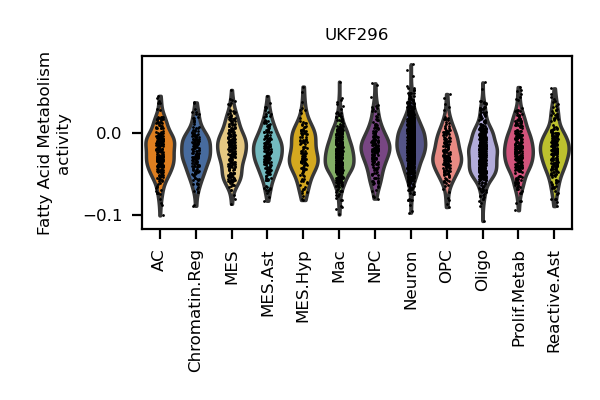 UKF296
Fatty Acid Metabolism
activity
0.0
−0.1
AC
Chromatin.Reg
MES
MES.Ast
MES.Hyp
Mac
NPC
Neuron
OPC
Oligo
Prolif.Metab
Reactive.Ast